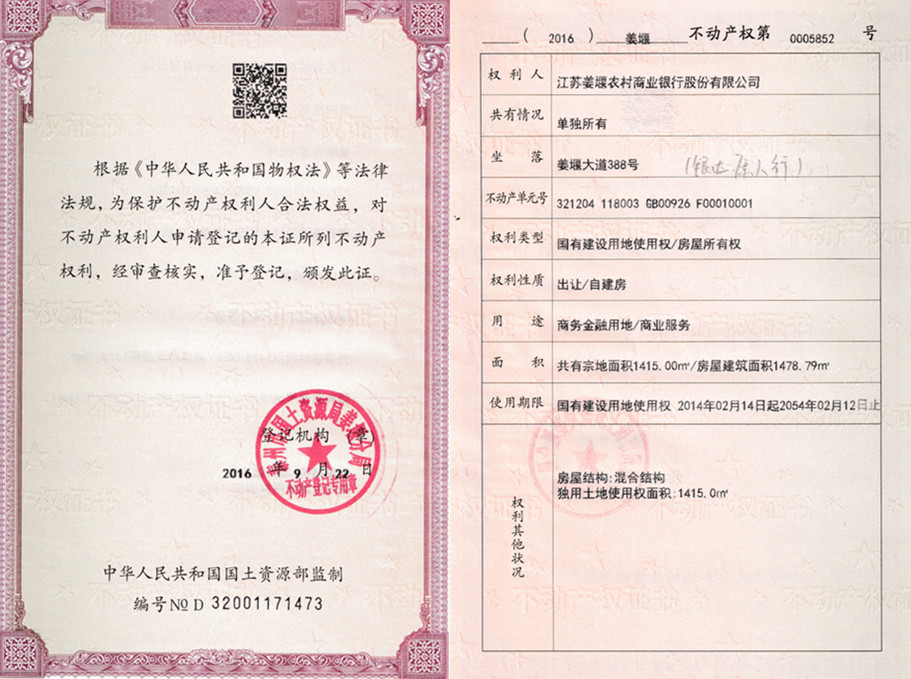 根据《中华人民共和国物权法》等法律
法规，为保护不动产权利人合法权益，对
不动产权利人申请登记的本证所列不动产
权利，经审查核实，准予登记，颁发此证。
国土资源局姜堰分局
登记机构（章）
2016 年 9 月 22 日
不动产登记专用章
中华人民共和国国土资源部监制
编号 № D 32001171473
( 2016 ) 姜堰 不动产权第 0005852 号
权利人 江苏姜堰农村商业银行股份有限公司
共有情况 单独所有
坐落 姜堰大道388号
不动产单元号 321204 118003 GB00926 F00010001
权利类型 国有建设用地使用权/房屋所有权
权利性质 出让/自建房
用途 商务金融用地/商业服务
面积 共有宗地面积1415.00㎡/房屋建筑面积1478.79㎡
使用期限 国有建设用地使用权 2014年02月14日起2054年02月12日止
权利其他状况
房屋结构:混合结构
独用土地使用权面积:1415.0㎡